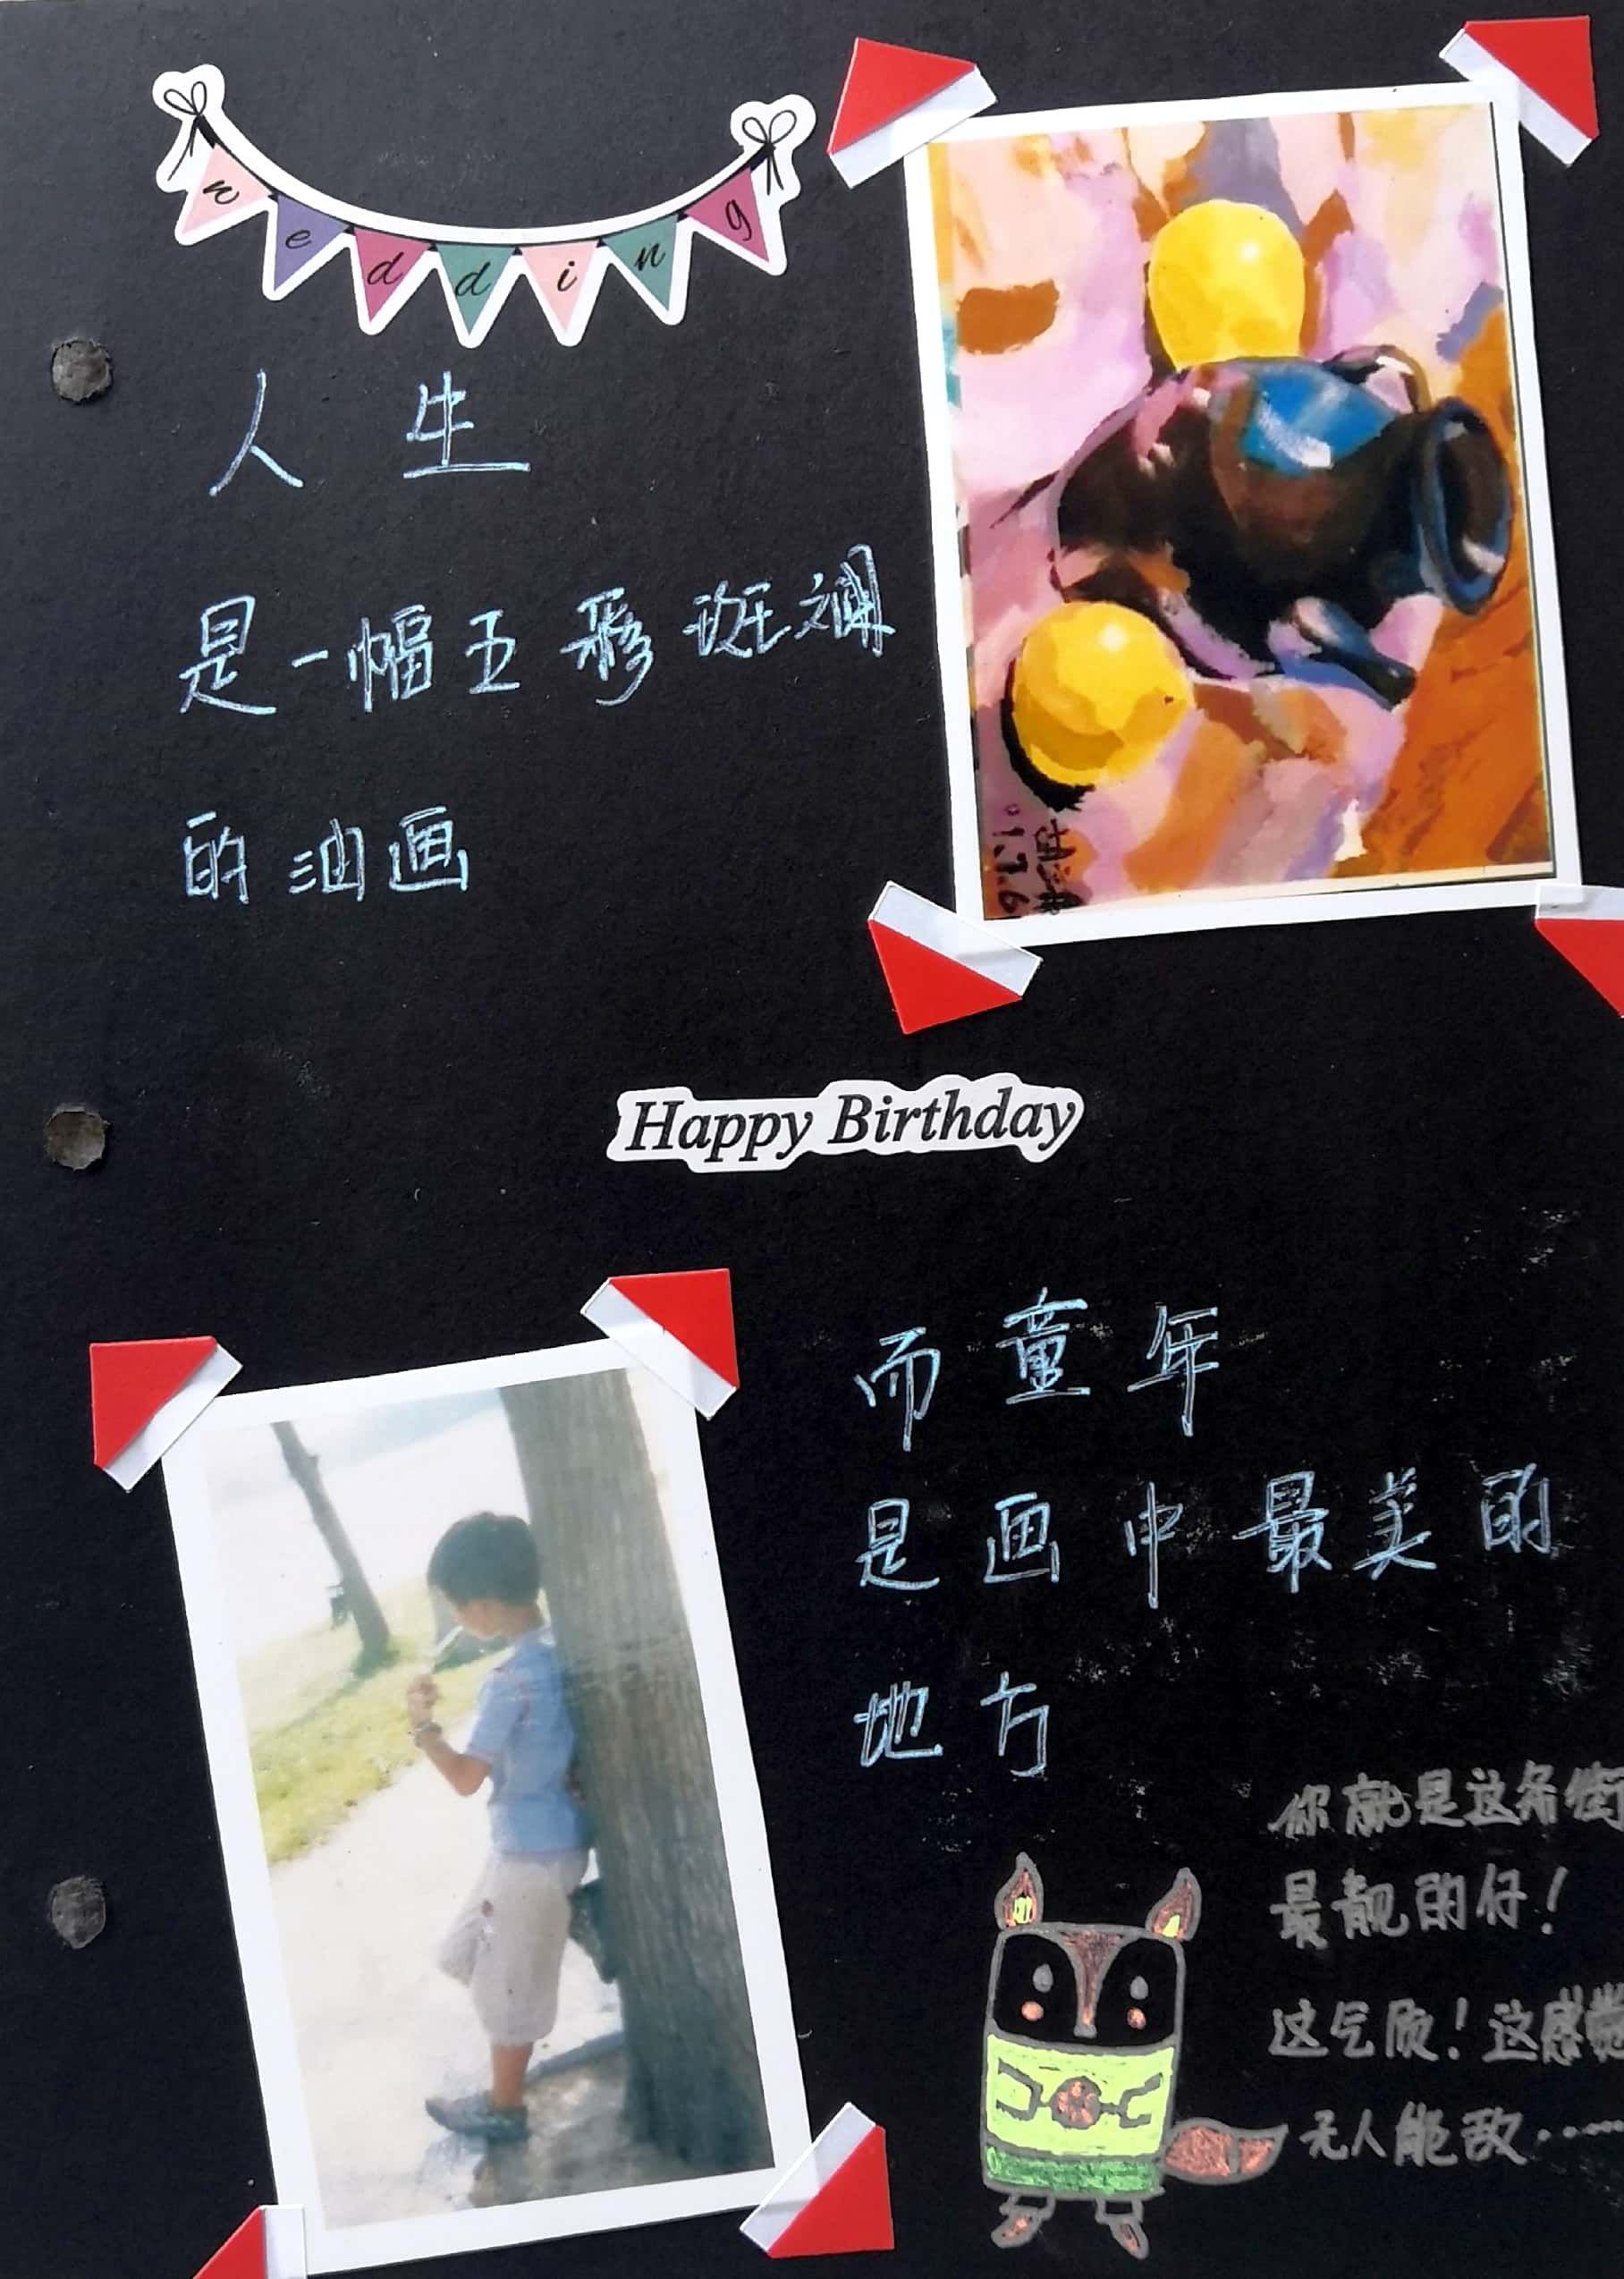 wedding
人生
是一幅五彩斑斓
的油画
Happy Birthday
而童年
是画中最美的
地方
你就是这条街
最靓的仔！
这气质！这感觉
无人能敌······